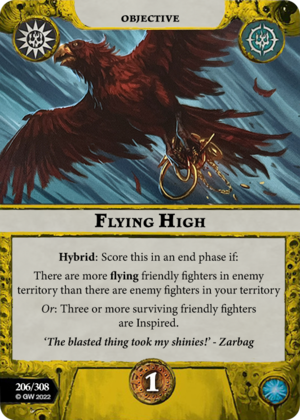 OBJECTIVE
FLYING HIGH
Hybrid: Score this in an end phase if:
There are more flying friendly fighters in enemy
territory than there are enemy fighters in your territory
Or: Three or more surviving friendly fighters
are Inspired.
'The blasted thing took my shinies!' - Zarbag
206/308
© GW 2022
1